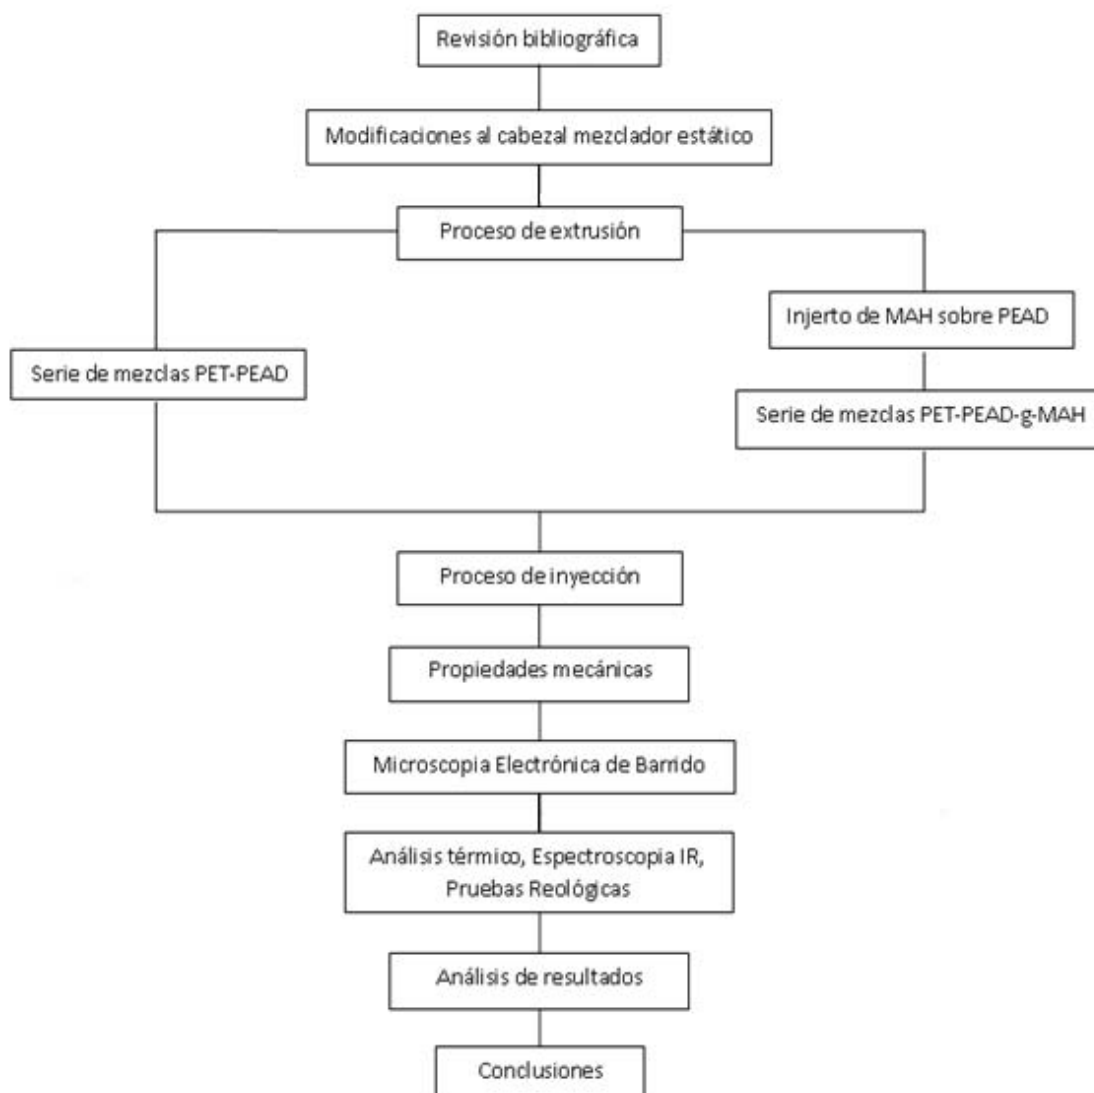 Revisión bibliográfica
Modificaciones al cabezal mezclador estático
Proceso de extrusión
Injerto de MAH sobre PEAD
Serie de mezclas PET-PEAD
Serie de mezclas PET-PEAD-g-MAH
Proceso de inyección
Propiedades mecánicas
Microscopia Electrónica de Barrido
Análisis térmico, Espectroscopia IR,
Pruebas Reológicas
Análisis de resultados
Conclusiones